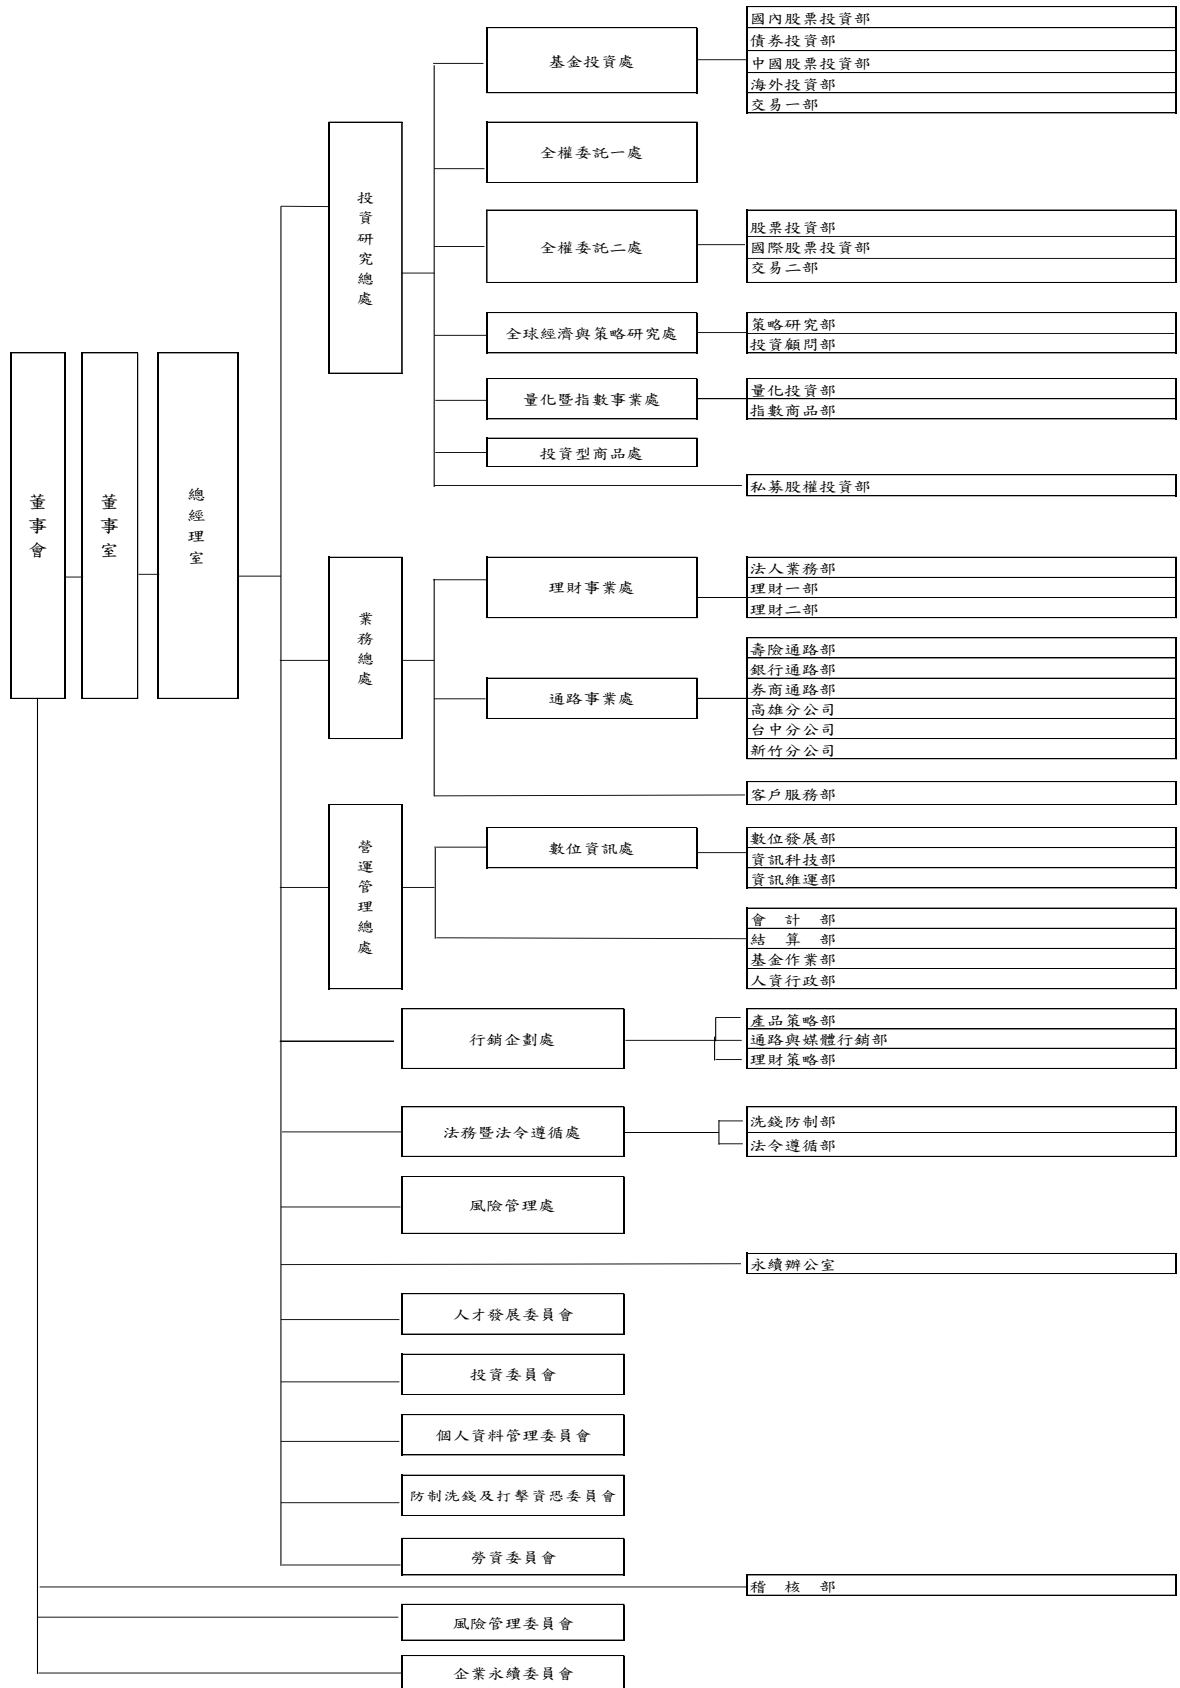 董事會
董事室
總經理室
投資研究總處
基金投資處
國內股票投資部
債券投資部
中國股票投資部
海外投資部
交易一部
全權委託一處
全權委託二處
股票投資部
國際股票投資部
交易二部
全球經濟與策略研究處
策略研究部
投資顧問部
量化暨指數事業處
量化投資部
指數商品部
投資型商品處
私募股權投資部
業務總處
理財事業處
法人業務部
理財一部
理財二部
通路事業處
壽險通路部
銀行通路部
券商通路部
高雄分公司
台中分公司
新竹分公司
客戶服務部
營運管理總處
數位資訊處
數位發展部
資訊科技部
資訊維運部
會 計 部
結 算 部
基金作業部
人資行政部
行銷企劃處
產品策略部
通路與媒體行銷部
理財策略部
法務暨法令遵循處
洗錢防制部
法令遵循部
風險管理處
永續辦公室
人才發展委員會
投資委員會
個人資料管理委員會
防制洗錢及打擊資恐委員會
勞資委員會
稽 核 部
風險管理委員會
企業永續委員會